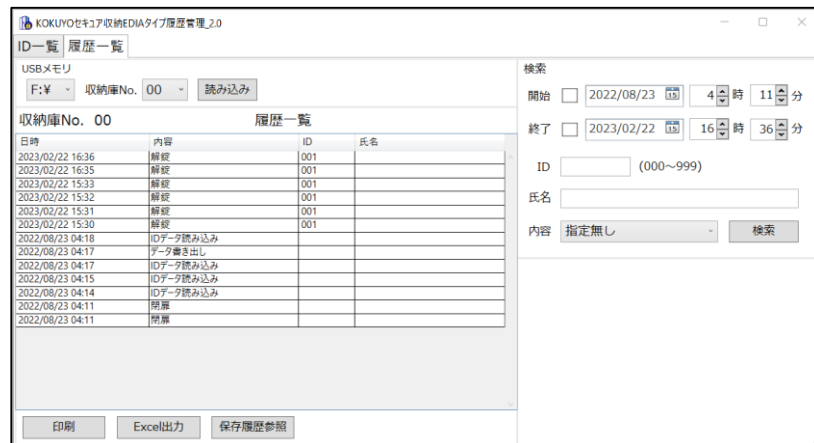 KOKUYOセキュア収納EDIAタイプ履歴管理_2.0
ID一覧 履歴一覧
USBメモリ
F:¥ 収納庫No. 00 読み込み
収納庫No. 00 履歴一覧
日時 内容 ID 氏名
2023/02/22 16:36 解錠 001
2023/02/22 16:35 解錠 001
2023/02/22 15:33 解錠 001
2023/02/22 15:32 解錠 001
2023/02/22 15:31 解錠 001
2023/02/22 15:30 解錠 001
2022/08/23 04:18 IDデータ読み込み
2022/08/23 04:17 データ書き出し
2022/08/23 04:17 IDデータ読み込み
2022/08/23 04:15 IDデータ読み込み
2022/08/23 04:14 IDデータ読み込み
2022/08/23 04:11 閉扉
2022/08/23 04:11 閉扉
印刷 Excel出力 保存履歴参照
検索
開始 2022/08/23 15 4 時 11 分
終了 2023/02/22 15 16 時 36 分
ID (000～999)
氏名
内容 指定無し 検索